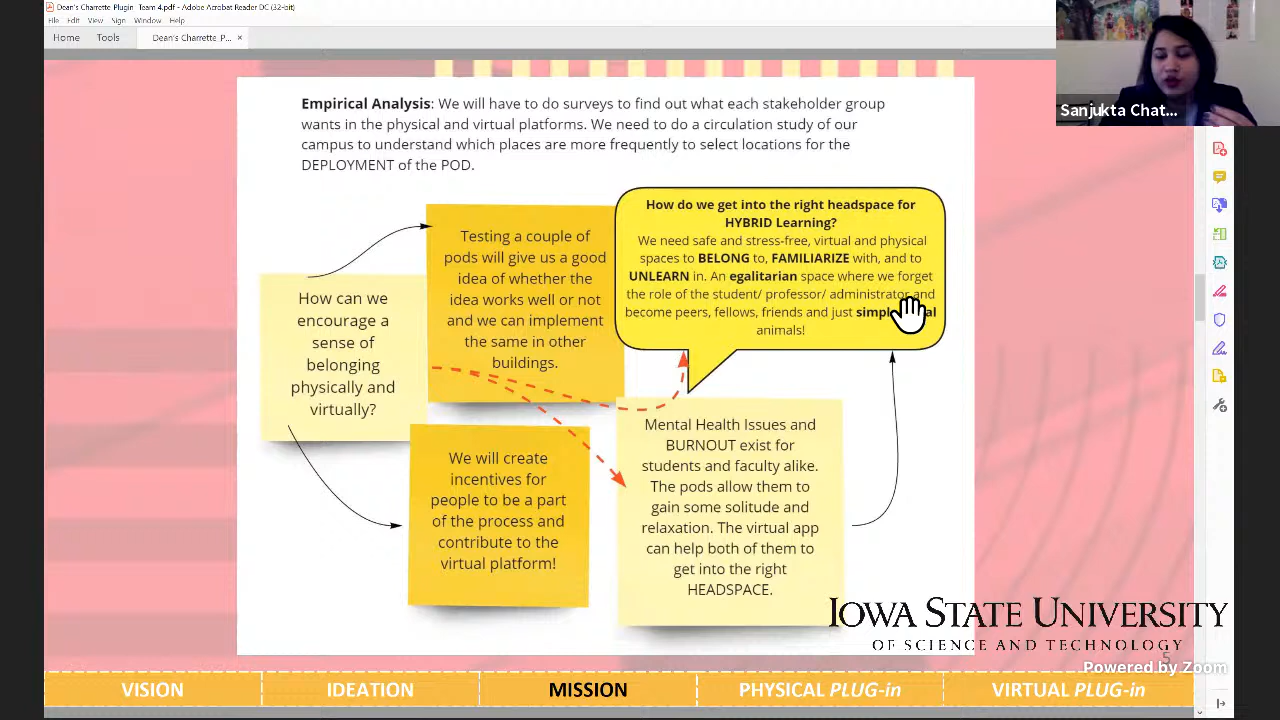 Dean's Charrette Plugin- Team 4.pdf - Adobe Acrobat Reader DC (32-bit)
File Edit View Sign Window Help
Home Tools Dean's Charrette P... ×
Sanjukta Chat...
Empirical Analysis: We will have to do surveys to find out what each stakeholder group
wants in the physical and virtual platforms. We need to do a circulation study of our
campus to understand which places are more frequently to select locations for the
DEPLOYMENT of the POD.
How can we
encourage a
sense of
belonging
physically and
virtually?
Testing a couple of
pods will give us a good
idea of whether the
idea works well or not
and we can implement
the same in other
buildings.
How do we get into the right headspace for
HYBRID Learning?
We need safe and stress-free, virtual and physical
spaces to BELONG to, FAMILIARIZE with, and to
UNLEARN in. An egalitarian space where we forget
the role of the student/ professor/ administrator and
become peers, fellows, friends and just
animals!
We will create
incentives for
people to be a part
of the process and
contribute to the
virtual platform!
Mental Health Issues and
BURNOUT exist for
students and faculty alike.
The pods allow them to
gain some solitude and
relaxation. The virtual app
can help both of them to
get into the right
HEADSPACE.
IOWA STATE UNIVERSITY
OF SCIENCE AND TECHNOLOGY
5
Powered by Zoom
VISION IDEATION MISSION PHYSICAL PLUG-in VIRTUAL PLUG-in